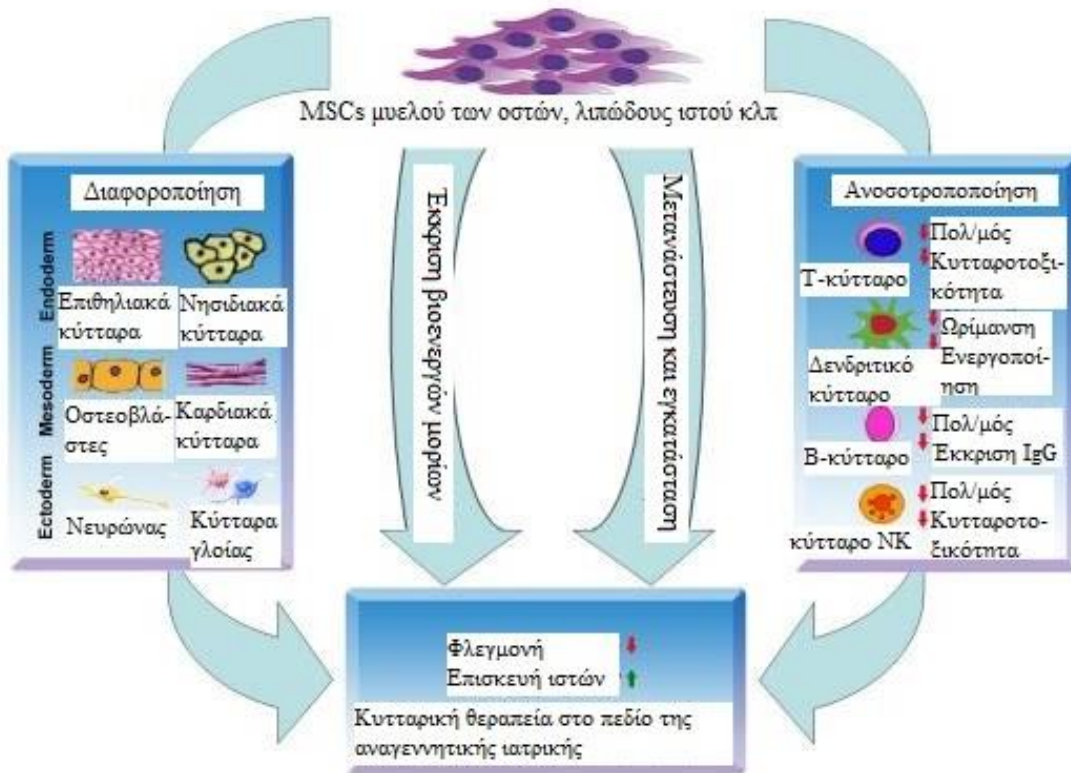 MSCs μυελού των οστών, λιπώδους ιστού κλπ
Διαφοροποίηση
Endoderm
Επιθηλιακά
κύτταρα
Νησιδιακά
κύτταρα
Mesoderm
Οστεοβλά-
στες
Καρδιακά
κύτταρα
Ectoderm
Νευρώνας
Κύτταρα
γλοίας
Έκκριση βιοενεργών μορίων
Μετανάστευση και εγκατάσταση
Ανοσοτροποποίηση
Τ-κύτταρο
Πολ/μός
Κυτταροτοξι-
κότητα
Δενδριτικό
κύτταρο
Ωρίμανση
Ενεργοποί-
ηση
Β-κύτταρο
Πολ/μός
Έκκριση IgG
κύτταρο ΝΚ
Πολ/μός
Κυτταροτο-
ξικότητα
Φλεγμονή
Επισκευή ιστών
Κυτταρική θεραπεία στο πεδίο της
αναγεννητικής ιατρικής